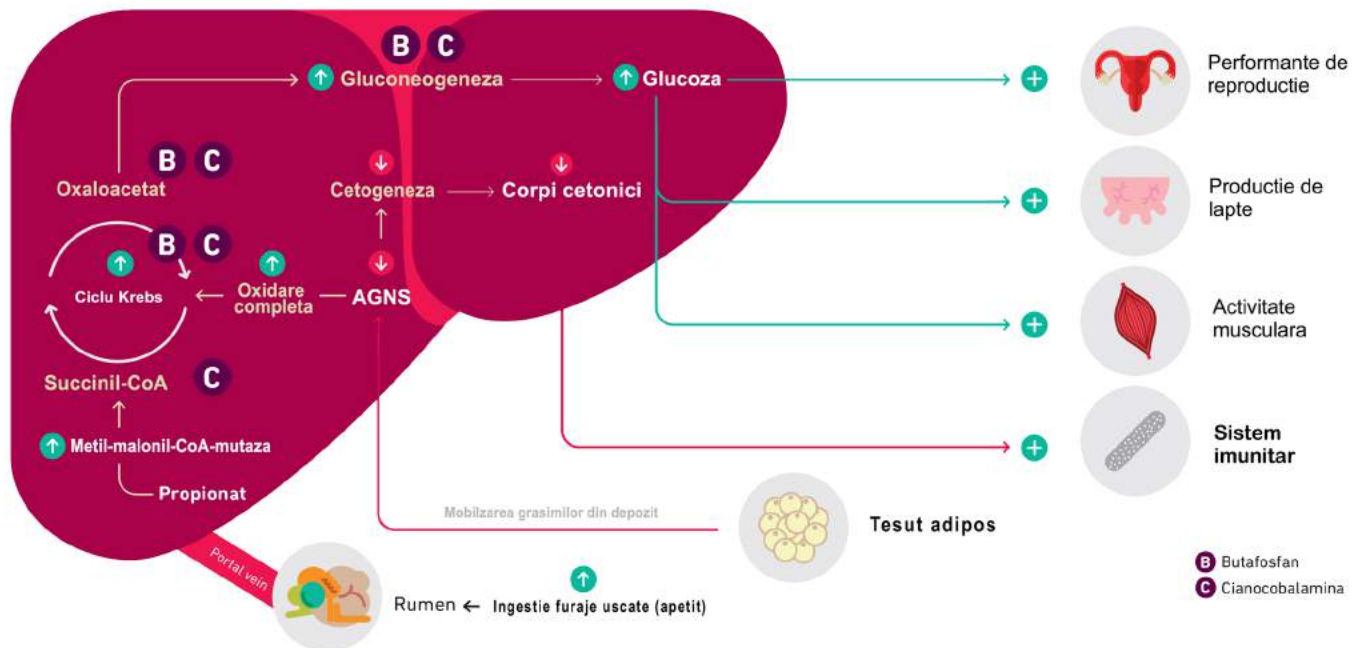 B C
Gluconeogeneza
Glucoza
Performante de
reproductie
B C
Oxaloacetat
Cetogeneza
Corpi cetonici
Productie de
lapte
B C
Ciclu Krebs
Oxidare
completa
AGNS
Activitate
musculara
Succinil-CoA
C
Metil-malonil-CoA-mutaza
Propionat
Sistem
imunitar
Mobilzarea grasimilor din depozit
Tesut adipos
Portal vein
Rumen
Ingestie furaje uscate (apetit)
B Butafosfan
C Cianocobalamina